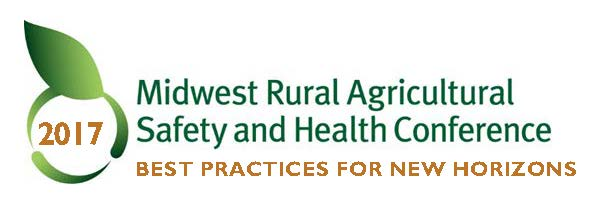 2017
Midwest Rural Agricultural
Safety and Health Conference
BEST PRACTICES FOR NEW HORIZONS